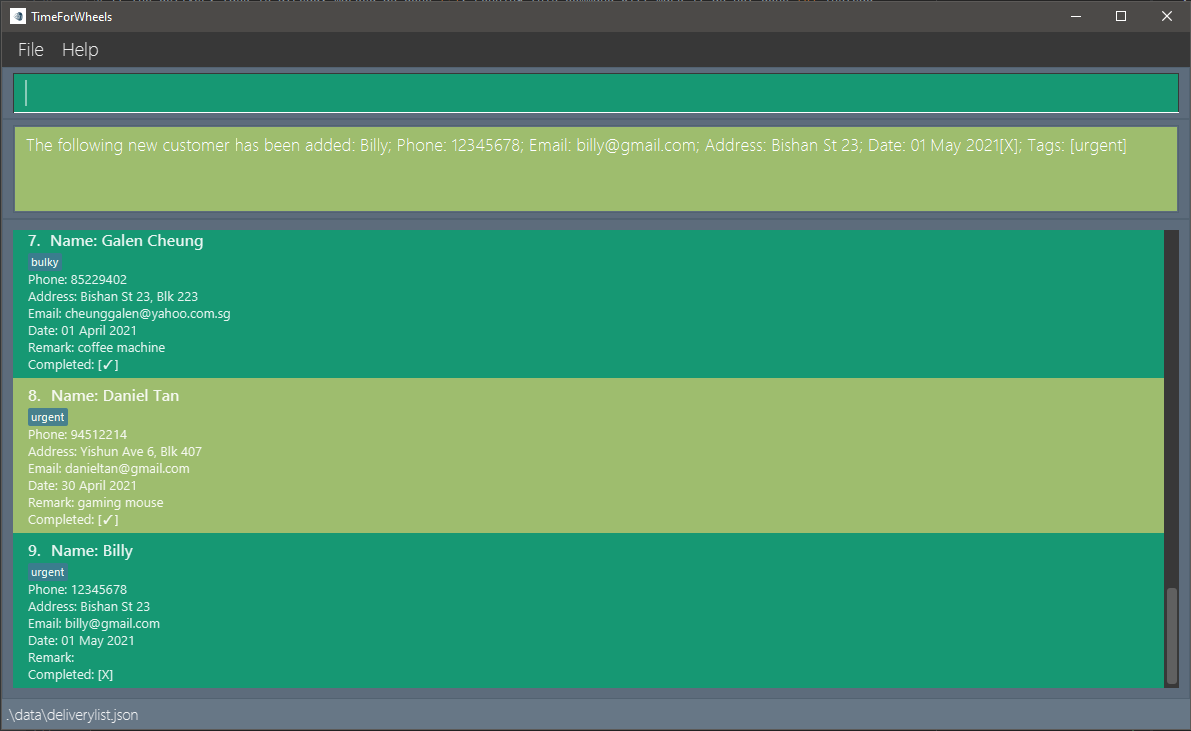 TimeForWheels
File Help
The following new customer has been added: Billy; Phone: 12345678; Email: billy@gmail.com; Address: Bishan St 23; Date: 01 May 2021[X]; Tags: [urgent]
7. Name: Galen Cheung
bulky
Phone: 85229402
Address: Bishan St 23, Blk 223
Email: cheunggalen@yahoo.com.sg
Date: 01 April 2021
Remark: coffee machine
Completed: [✓]
8. Name: Daniel Tan
urgent
Phone: 94512214
Address: Yishun Ave 6, Blk 407
Email: danieltan@gmail.com
Date: 30 April 2021
Remark: gaming mouse
Completed: [✓]
9. Name: Billy
urgent
Phone: 12345678
Address: Bishan St 23
Email: billy@gmail.com
Date: 01 May 2021
Remark:
Completed: [X]
.\data\deliverylist.json